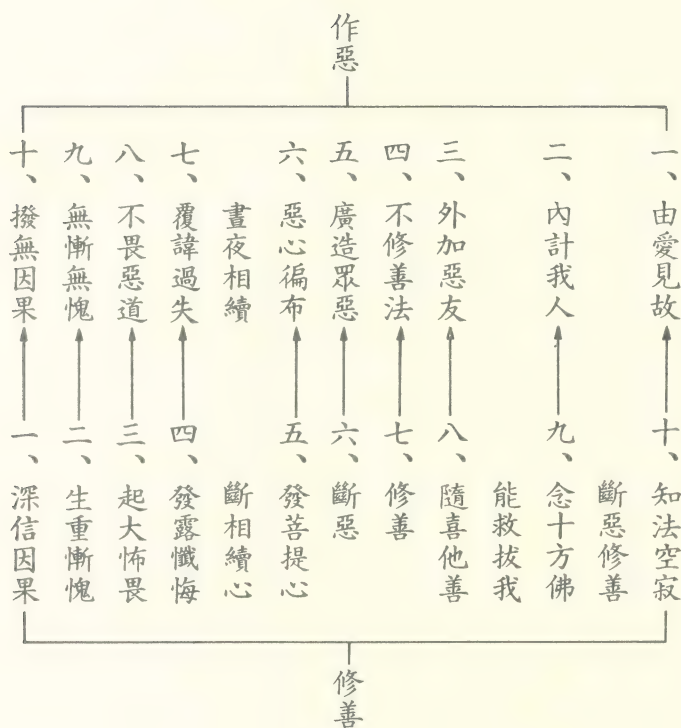 作惡
一、由愛見故
二、內計我人
三、外加惡友
四、不修善法
五、廣造眾惡
六、惡心徧布
晝夜相續
七、覆諱過失
八、不畏惡道
九、無慚無愧
十、撥無因果
十、知法空寂
斷惡修善
九、念十方佛
能救拔我
八、隨喜他善
七、修善
六、斷惡
五、發菩提心
斷相續心
四、發露懺悔
三、起大怖畏
二、生重慚愧
一、深信因果
修善